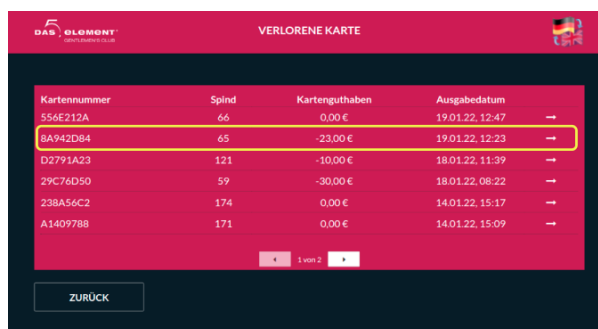 DAS 5. eLement
GENTLEMEN'S CLUB
VERLORENE KARTE
Kartennummer Spind Kartenguthaben Ausgabedatum
556E212A 66 0,00 € 19.01.22, 12:47 →
8A942D84 65 -23,00 € 19.01.22, 12:23 →
D2791A23 121 -10,00 € 18.01.22, 11:39 →
29C76D50 59 -30,00 € 18.01.22, 08:22 →
238A56C2 174 0,00 € 14.01.22, 15:17 →
A1409788 171 0,00 € 14.01.22, 15:09 →
1 von 2
ZURÜCK